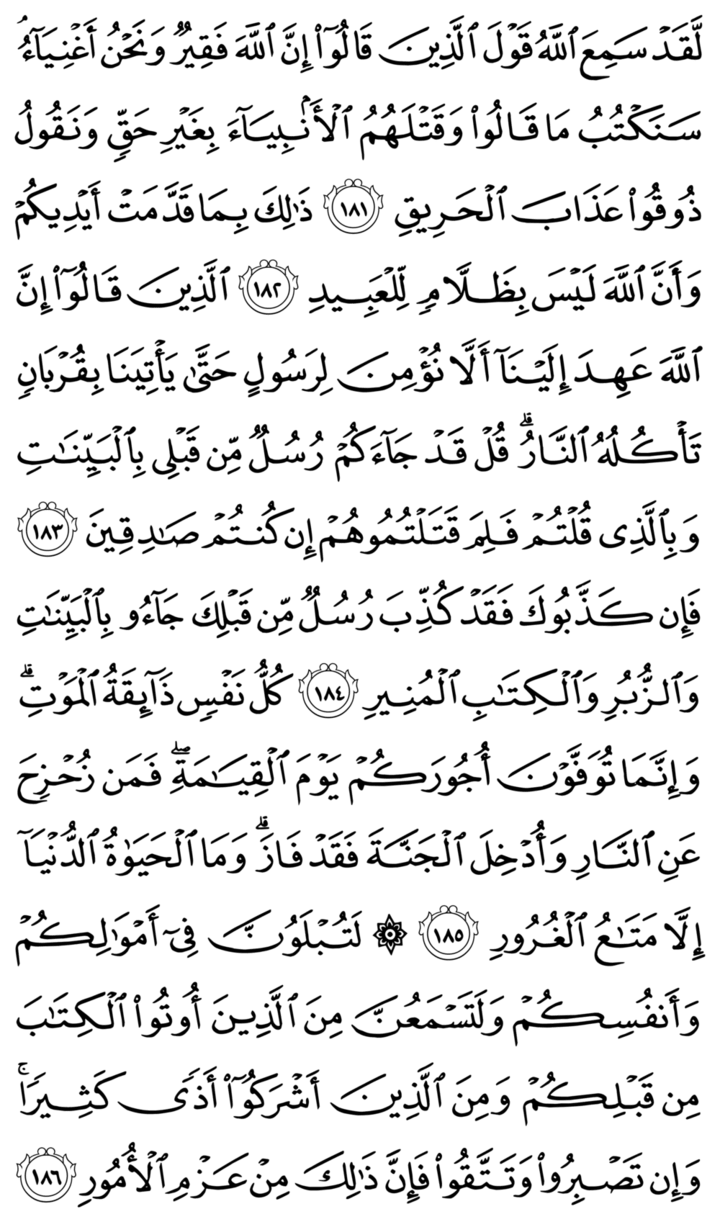 لَّقَدْ سَمِعَ ٱللَّهُ قَوْلَ ٱلَّذِينَ قَالُوٓا۟ إِنَّ ٱللَّهَ فَقِيرٌ وَنَحْنُ أَغْنِيَآءُ ۘ
سَنَكْتُبُ مَا قَالُوا۟ وَقَتْلَهُمُ ٱلْأَنۢبِيَآءَ بِغَيْرِ حَقٍّ وَنَقُولُ
ذُوقُوا۟ عَذَابَ ٱلْحَرِيقِ ١٨١ ذَٰلِكَ بِمَا قَدَّمَتْ أَيْدِيكُمْ
وَأَنَّ ٱللَّهَ لَيْسَ بِظَلَّامٍ لِّلْعَبِيدِ ١٨٢ ٱلَّذِينَ قَالُوٓا۟ إِنَّ
ٱللَّهَ عَهِدَ إِلَيْنَآ أَلَّا نُؤْمِنَ لِرَسُولٍ حَتَّىٰ يَأْتِيَنَا بِقُرْبَانٍ
تَأْكُلُهُ ٱلنَّارُ ۗ قُلْ قَدْ جَآءَكُمْ رُسُلٌ مِّن قَبْلِى بِٱلْبَيِّنَٰتِ
وَبِٱلَّذِى قُلْتُمْ فَلِمَ قَتَلْتُمُوهُمْ إِن كُنتُمْ صَٰدِقِينَ ١٨٣
فَإِن كَذَّبُوكَ فَقَدْ كُذِّبَ رُسُلٌ مِّن قَبْلِكَ جَآءُو بِٱلْبَيِّنَٰتِ
وَٱلزُّبُرِ وَٱلْكِتَٰبِ ٱلْمُنِيرِ ١٨٤ كُلُّ نَفْسٍ ذَآئِقَةُ ٱلْمَوْتِ ۗ
وَإِنَّمَا تُوَفَّوْنَ أُجُورَكُمْ يَوْمَ ٱلْقِيَٰمَةِ ۖ فَمَن زُحْزِحَ
عَنِ ٱلنَّارِ وَأُدْخِلَ ٱلْجَنَّةَ فَقَدْ فَازَ ۗ وَمَا ٱلْحَيَوٰةُ ٱلدُّنْيَآ
إِلَّا مَتَٰعُ ٱلْغُرُورِ ١٨٥ ۞ لَتُبْلَوُنَّ فِىٓ أَمْوَٰلِكُمْ
وَأَنفُسِكُمْ وَلَتَسْمَعُنَّ مِنَ ٱلَّذِينَ أُوتُوا۟ ٱلْكِتَٰبَ
مِن قَبْلِكُمْ وَمِنَ ٱلَّذِينَ أَشْرَكُوٓا۟ أَذًى كَثِيرًا ۚ
وَإِن تَصْبِرُوا۟ وَتَتَّقُوا۟ فَإِنَّ ذَٰلِكَ مِنْ عَزْمِ ٱلْأُمُورِ ١٨٦